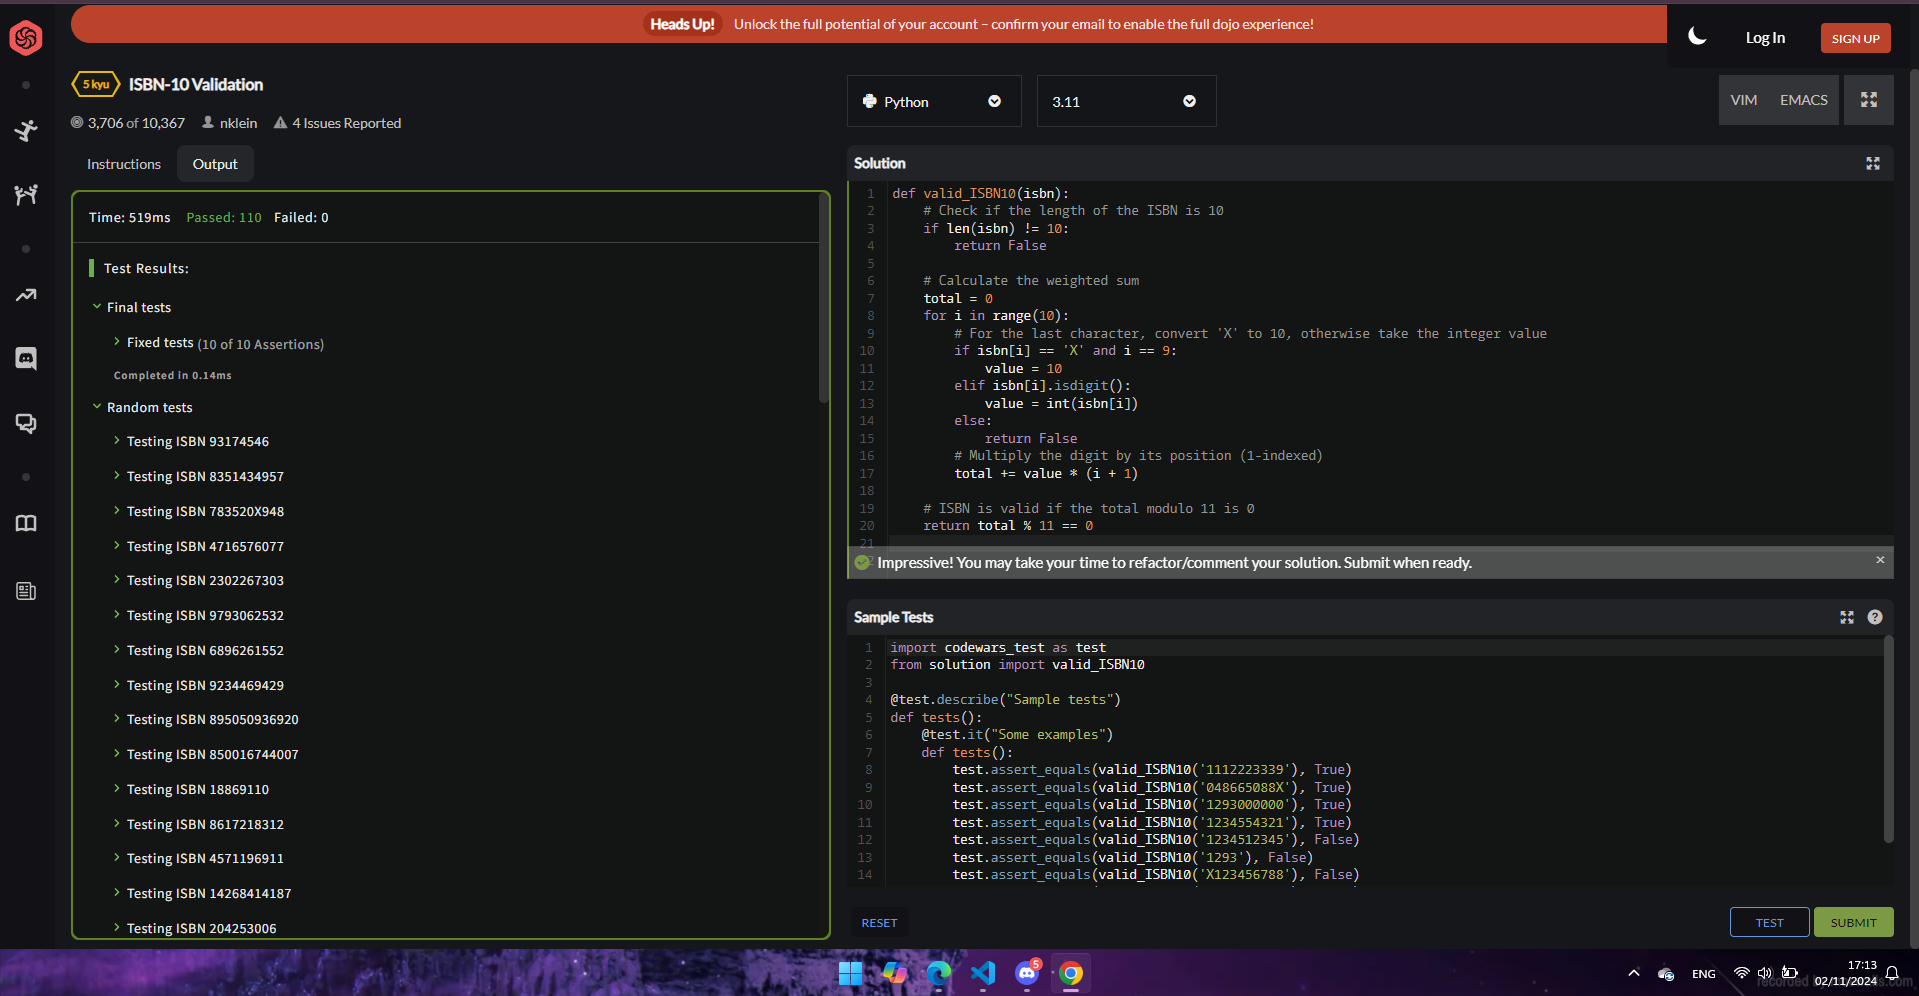 Heads Up! Unlock the full potential of your account – confirm your email to enable the full dojo experience!
Log In
SIGN UP
5 kyu ISBN-10 Validation
3,706 of 10,367 nklein 4 Issues Reported
Python
3.11
VIM EMACS
Instructions Output
Time: 519ms Passed: 110 Failed: 0
Test Results:
Final tests
Fixed tests (10 of 10 Assertions)
Completed in 0.14ms
Random tests
Testing ISBN 93174546
Testing ISBN 8351434957
Testing ISBN 783520X948
Testing ISBN 4716576077
Testing ISBN 2302267303
Testing ISBN 9793062532
Testing ISBN 6896261552
Testing ISBN 9234469429
Testing ISBN 895050936920
Testing ISBN 850016744007
Testing ISBN 18869110
Testing ISBN 8617218312
Testing ISBN 4571196911
Testing ISBN 14268414187
Testing ISBN 204253006
Solution
1 def valid_ISBN10(isbn):
2 # Check if the length of the ISBN is 10
3 if len(isbn) != 10:
4 return False
5
6 # Calculate the weighted sum
7 total = 0
8 for i in range(10):
9 # For the last character, convert 'X' to 10, otherwise take the integer value
10 if isbn[i] == 'X' and i == 9:
11 value = 10
12 elif isbn[i].isdigit():
13 value = int(isbn[i])
14 else:
15 return False
16 # Multiply the digit by its position (1-indexed)
17 total += value * (i + 1)
18
19 # ISBN is valid if the total modulo 11 is 0
20 return total % 11 == 0
21
Impressive! You may take your time to refactor/comment your solution. Submit when ready.
Sample Tests
1 import codewars_test as test
2 from solution import valid_ISBN10
3
4 @test.describe("Sample tests")
5 def tests():
6 @test.it("Some examples")
7 def tests():
8 test.assert_equals(valid_ISBN10('1112223339'), True)
9 test.assert_equals(valid_ISBN10('048665088X'), True)
10 test.assert_equals(valid_ISBN10('1293000000'), True)
11 test.assert_equals(valid_ISBN10('1234554321'), True)
12 test.assert_equals(valid_ISBN10('1234512345'), False)
13 test.assert_equals(valid_ISBN10('1293'), False)
14 test.assert_equals(valid_ISBN10('X123456788'), False)
RESET
TEST
SUBMIT
5
ENG
17:13
02/11/2024